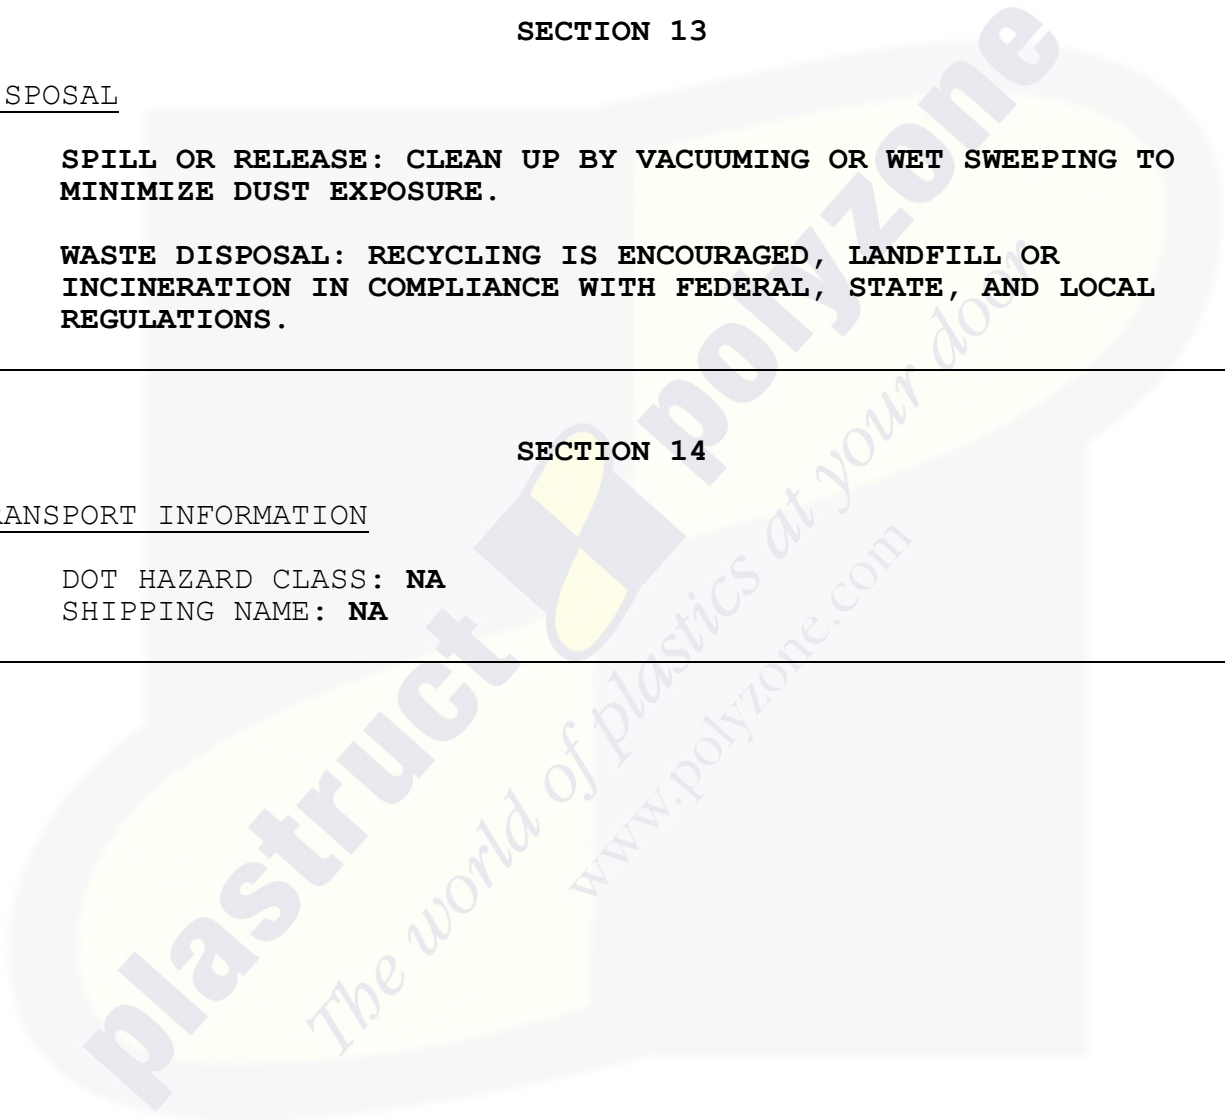 SECTION 13
SPOSAL
SPILL OR RELEASE: CLEAN UP BY VACUUMING OR WET SWEEPING TO
MINIMIZE DUST EXPOSURE.
WASTE DISPOSAL: RECYCLING IS ENCOURAGED, LANDFILL OR
INCINERATION IN COMPLIANCE WITH FEDERAL, STATE, AND LOCAL
REGULATIONS.
SECTION 14
RANSPORT INFORMATION
DOT HAZARD CLASS: NA
SHIPPING NAME: NA
plastruct polyzone
The world of plastics at your door
www.polyzone.com